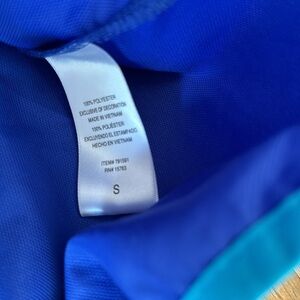 100% POLYESTER
EXCLUSIVE OF DECORATION
MADE IN VIETNAM
100% POLIÉSTER
EXCLUYENDO EL ESTAMPADO
HECHO EN VIETNAM
ITEM# 791591
PA# 15763
S